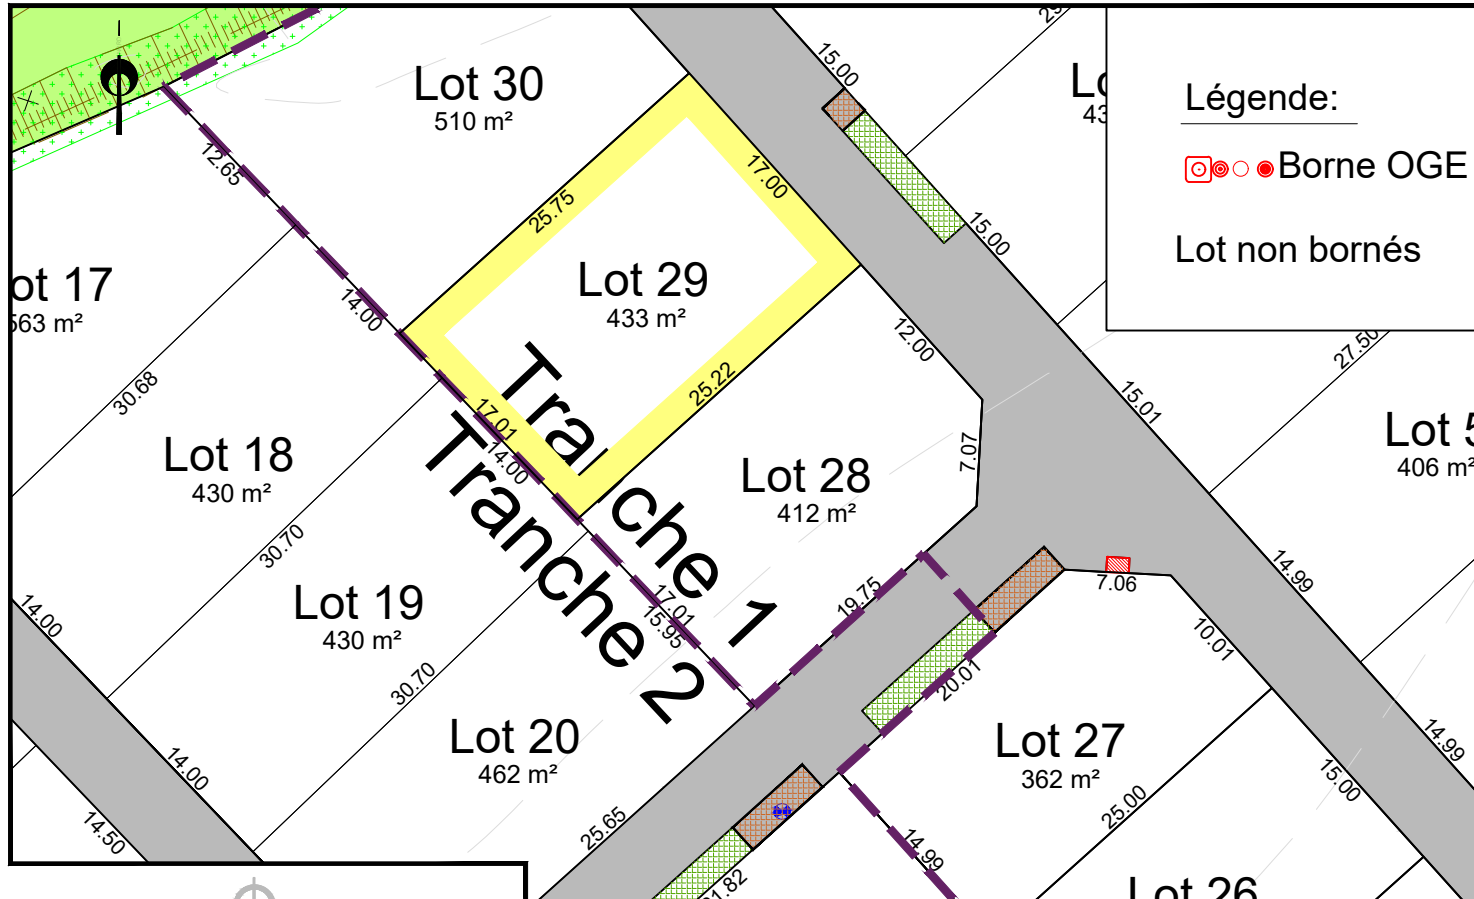 Lot 30
510 m²
15.00
12.65
25.75
17.00
Légende:
Borne OGE
Lot non bornés
15.00
ot 17
563 m²
14.00
Lot 29
433 m²
12.00
27.50
30.68
25.22
15.01
17.01
14.00
Lot 18
430 m²
Tranche 1
Tranche 2
7.07
Lot 28
412 m²
406 m²
30.70
14.99
7.06
14.00
Lot 19
430 m²
17.01
15.95
19.75
10.01
30.70
20.01
Lot 20
462 m²
Lot 27
362 m²
14.99
14.00
15.00
14.50
25.65
25.00
14.99
Lot 26